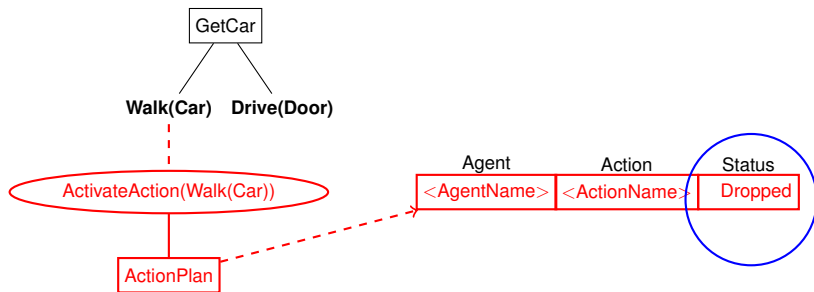 GetCar
Walk(Car) Drive(Door)
Agent Action Status
ActivateAction(Walk(Car)) <AgentName> <ActionName> Dropped
ActionPlan